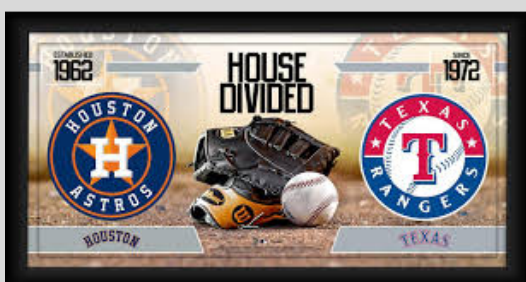 ESTABLISHED
1962
HOUSE
DIVIDED
SINCE
1972
HOUSTON
H
ASTROS
TEXAS
T
RANGERS
HOUSTON
TEXAS